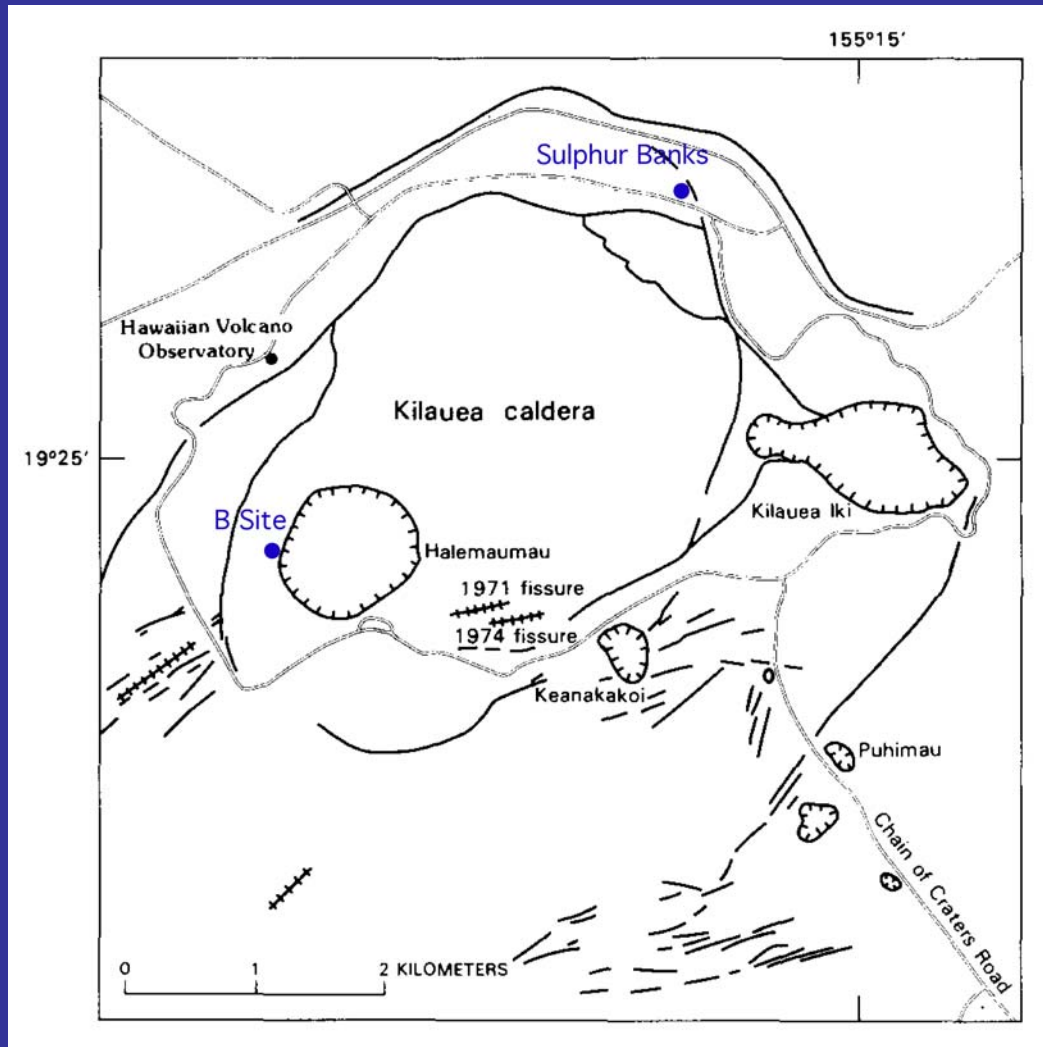 155°15′
Sulphur Banks
Hawaiian Volcano
Observatory
Kilauea caldera
19°25′
Kilauea Iki
B Site
Halemaumau
1971 fissure
1974 fissure
Keanakakoi
Puhimau
Chain of Craters Road
0 1 2 KILOMETERS